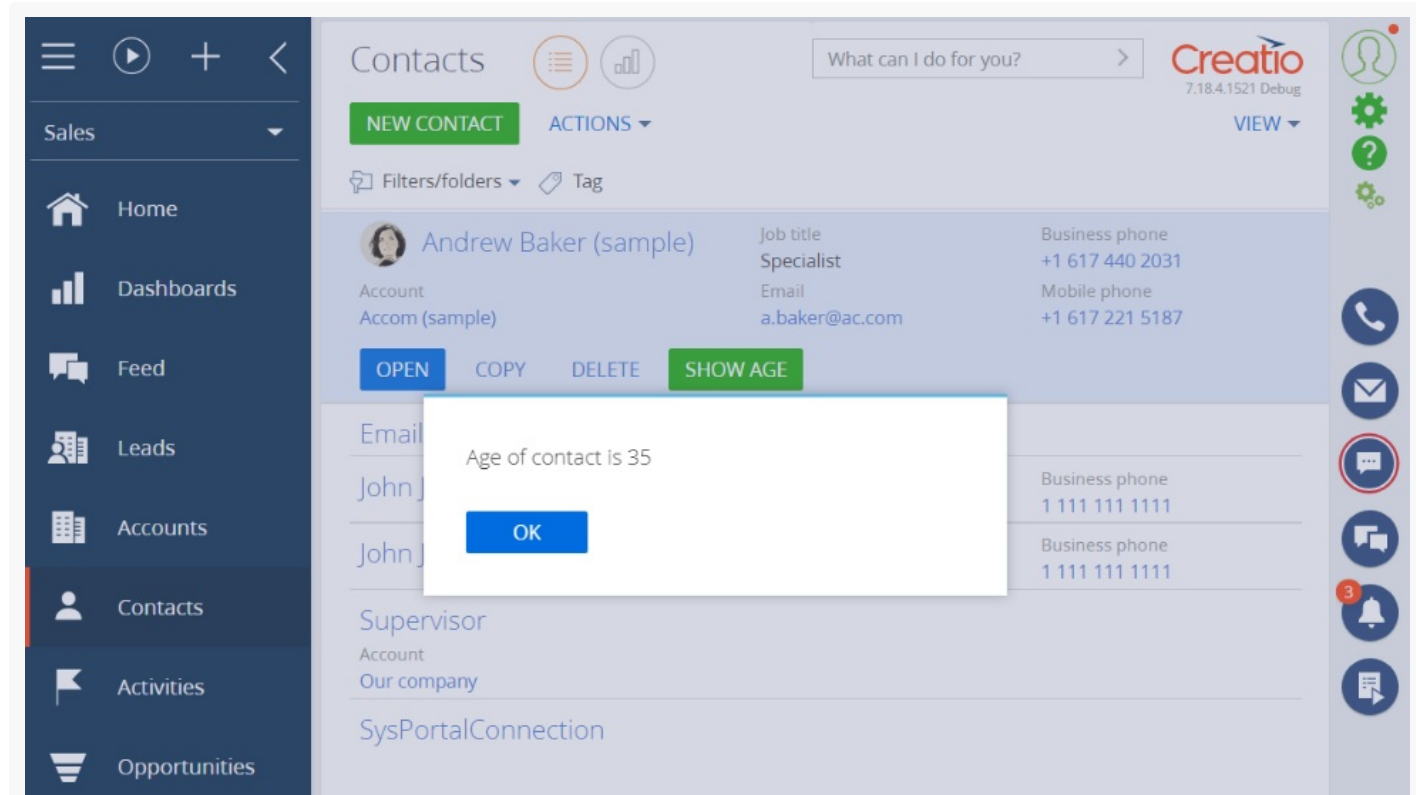 Contacts
What can I do for you?
Creatio
7.18.4.1521 Debug
Sales
NEW CONTACT
ACTIONS
VIEW
Filters/folders
Tag
Home
Dashboards
Feed
Leads
Accounts
Contacts
Activities
Opportunities
Andrew Baker (sample)
Job title
Specialist
Business phone
+1 617 440 2031
Account
Accom (sample)
Email
a.baker@ac.com
Mobile phone
+1 617 221 5187
OPEN
COPY
DELETE
SHOW AGE
Email
Age of contact is 35
OK
John J
Business phone
1 111 111 1111
John J
Business phone
1 111 111 1111
Supervisor
Account
Our company
SysPortalConnection
3